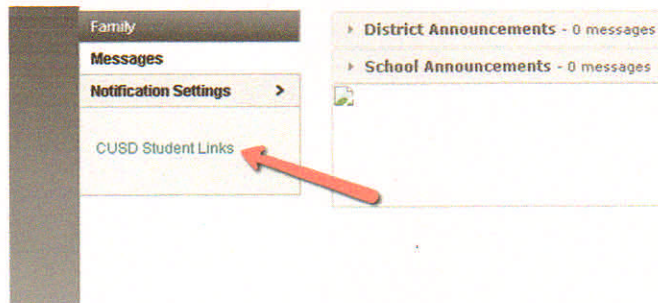 Family
Messages
Notification Settings >
CUSD Student Links
District Announcements - 0 messages
School Announcements - 0 messages